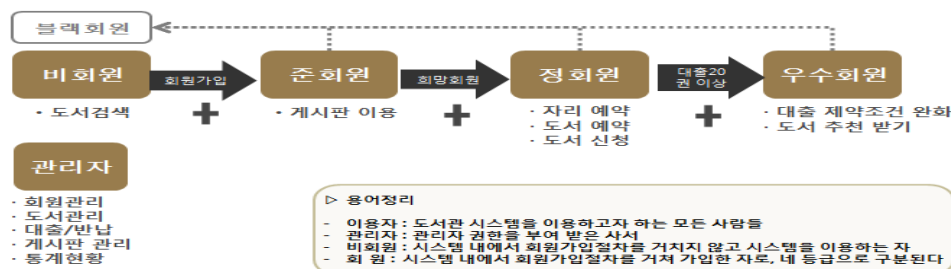 블랙회원
비회원
회원가입
준회원
희망회원
정회원
대출20
권 이상
우수회원
• 도서검색
• 게시판 이용
· 자리 예약
· 도서 예약
· 도서 신청
• 대출 제약조건 완화
• 도서 추천 받기
관리자
· 회원관리
· 도서관리
· 대출/반납
· 게시판 관리
· 통계현황
▷ 용어정리
- 이용자 : 도서관 시스템을 이용하고자 하는 모든 사람들
- 관리자 : 관리자 권한을 부여 받은 사서
- 비회원 : 시스템 내에서 회원가입절차를 거치지 않고 시스템을 이용하는 자
- 회 원 : 시스템 내에서 회원가입절차를 거쳐 가입한 자로, 네 등급으로 구분된다